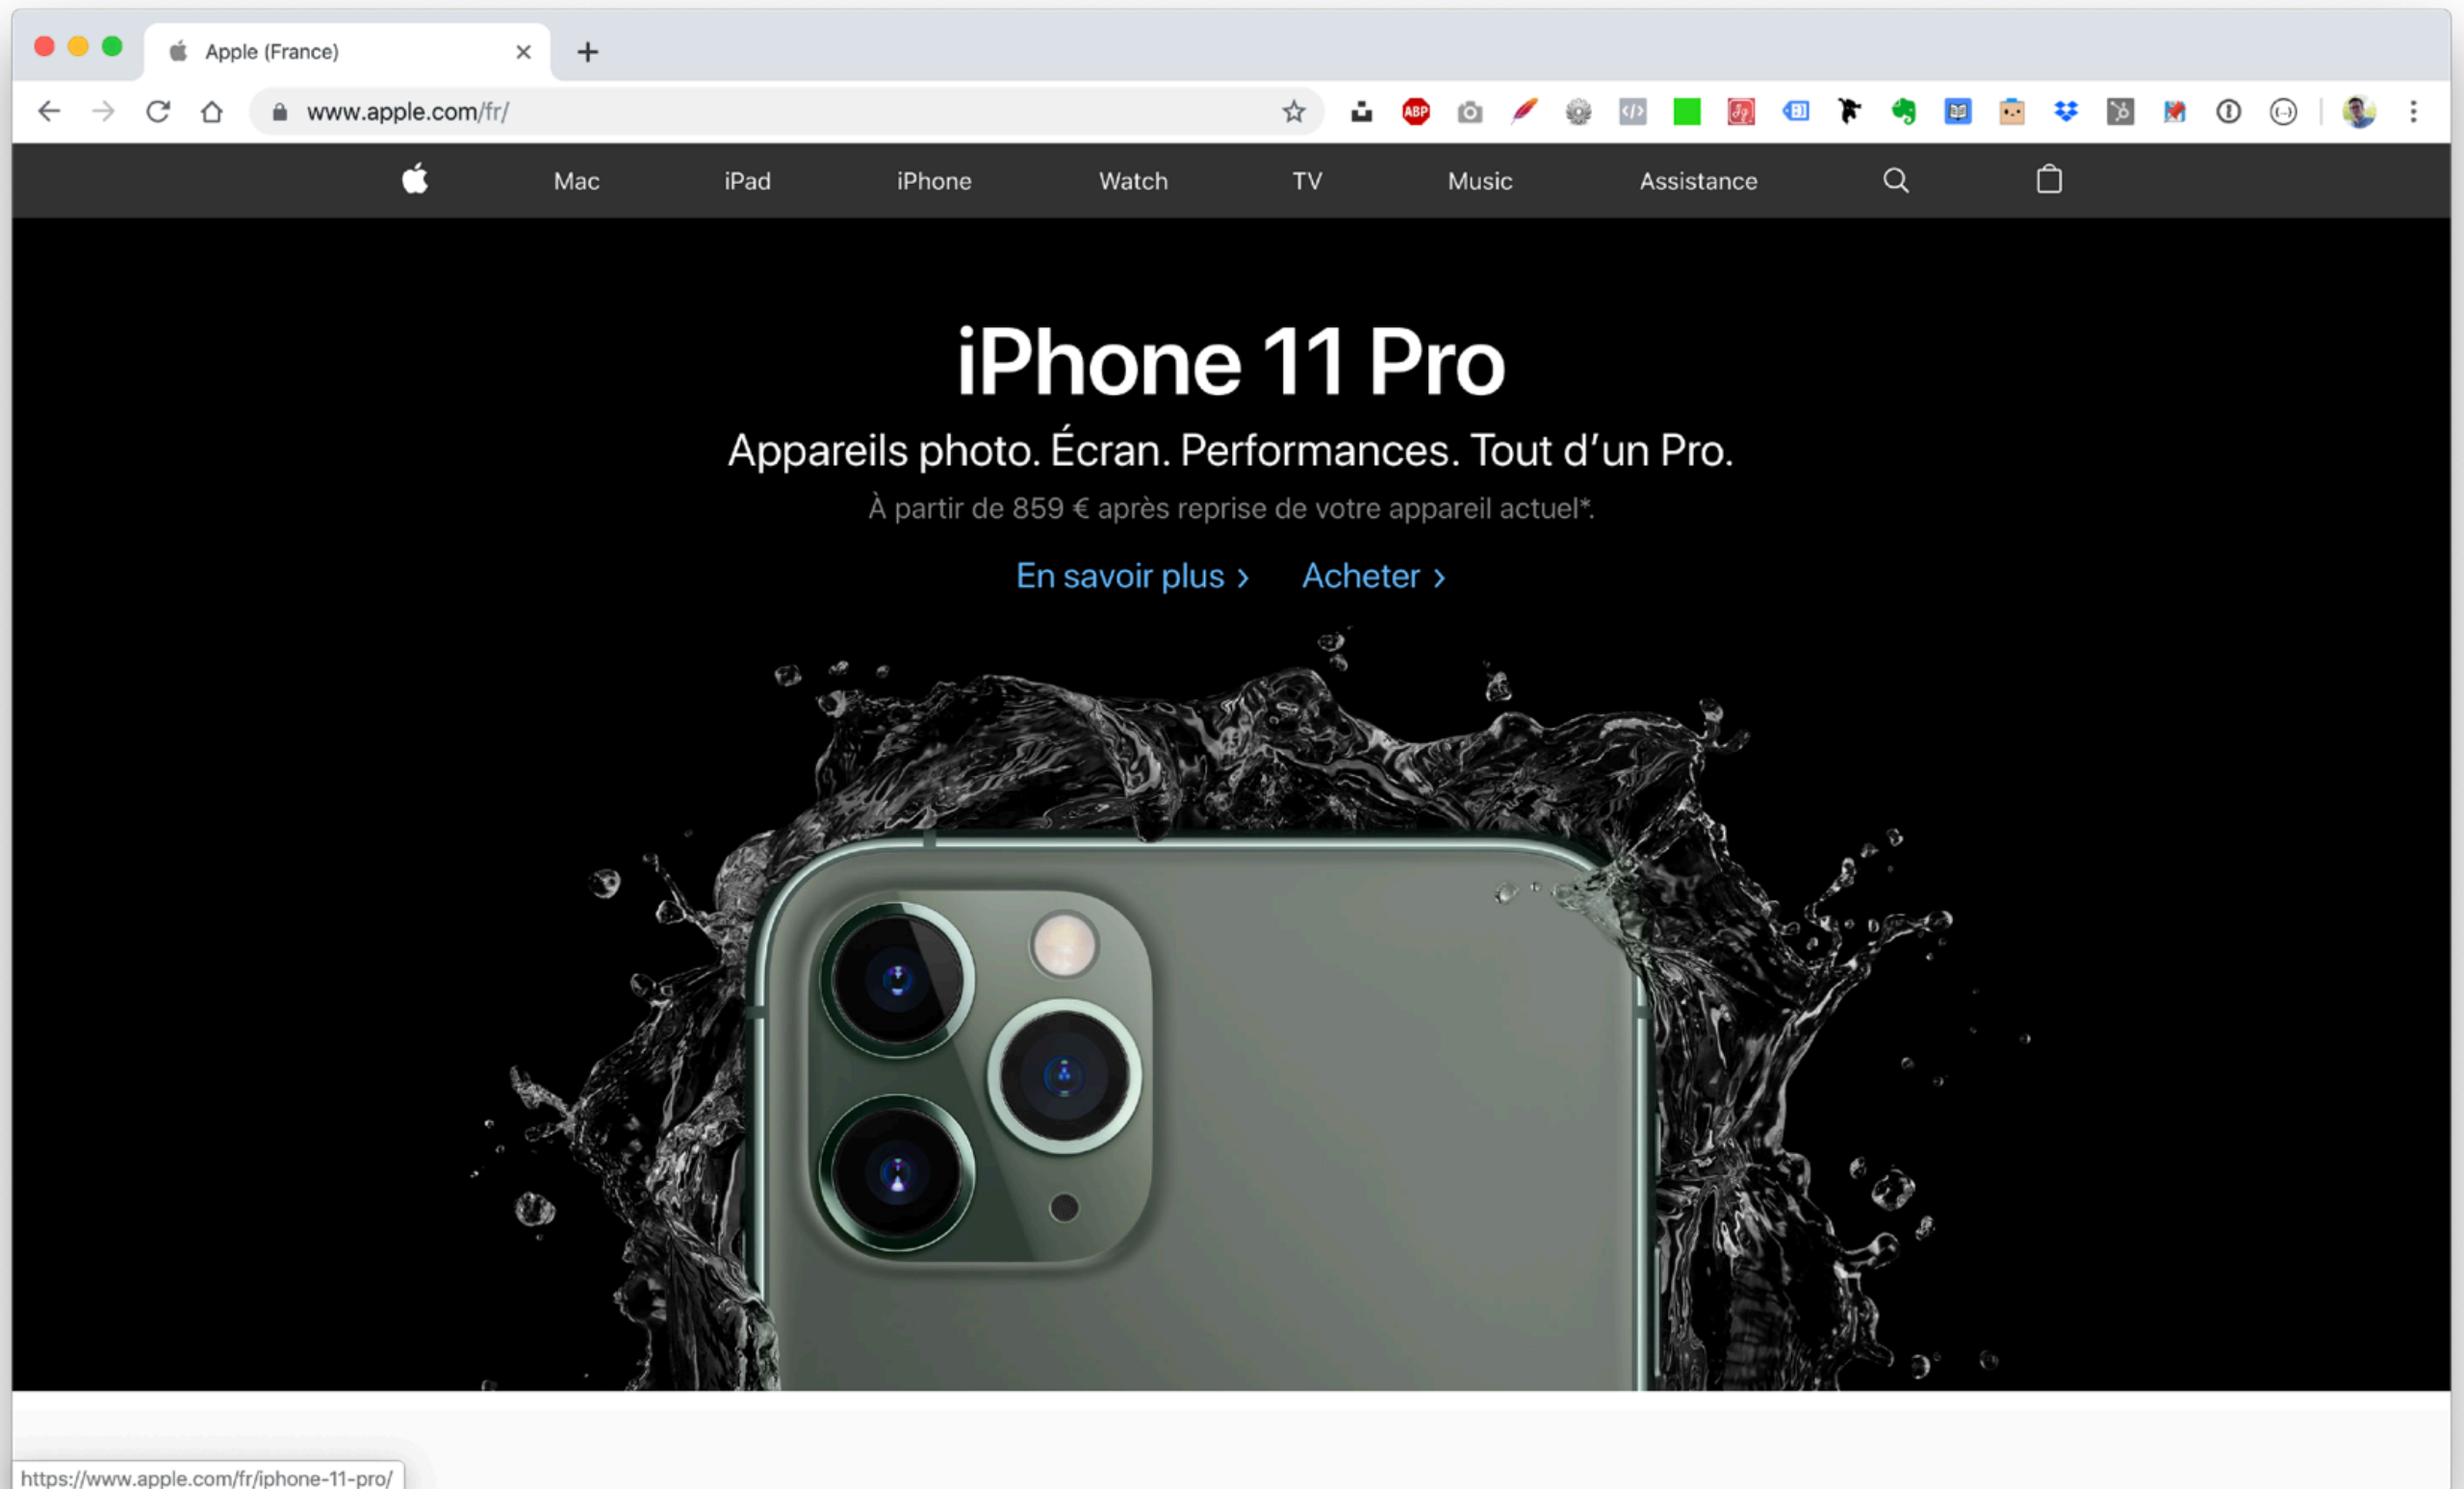 Apple (France)
www.apple.com/fr/
ABP
Mac iPad iPhone Watch TV Music Assistance
iPhone 11 Pro
Appareils photo. Écran. Performances. Tout d’un Pro.
À partir de 859 € après reprise de votre appareil actuel*.
En savoir plus > Acheter >
https://www.apple.com/fr/iphone-11-pro/